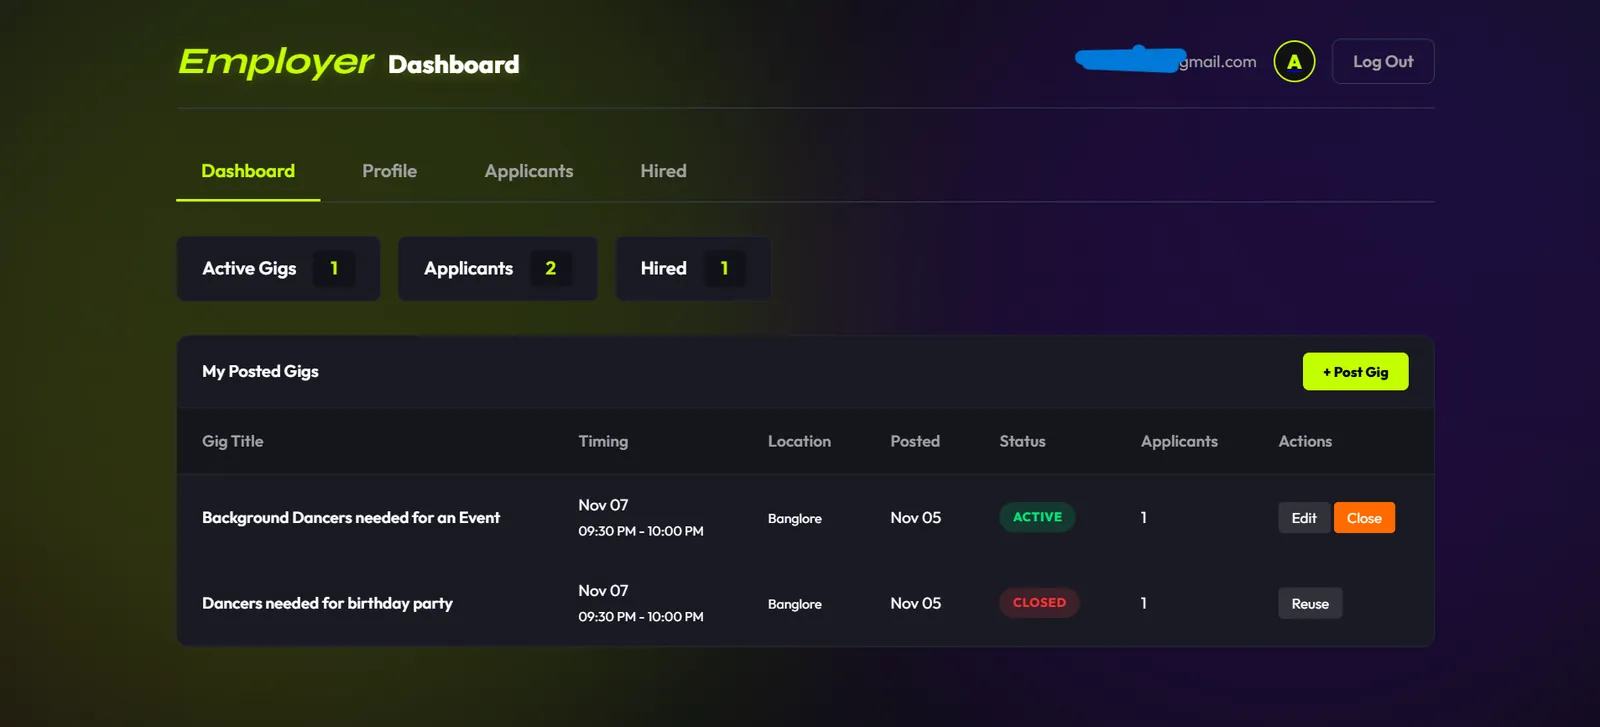 Employer Dashboard
gmail.com A Log Out
Dashboard Profile Applicants Hired
Active Gigs 1 Applicants 2 Hired 1
My Posted Gigs + Post Gig
Gig Title Timing Location Posted Status Applicants Actions
Background Dancers needed for an Event Nov 07 09:30 PM - 10:00 PM Banglore Nov 05 ACTIVE 1 Edit Close
Dancers needed for birthday party Nov 07 09:30 PM - 10:00 PM Banglore Nov 05 CLOSED 1 Reuse